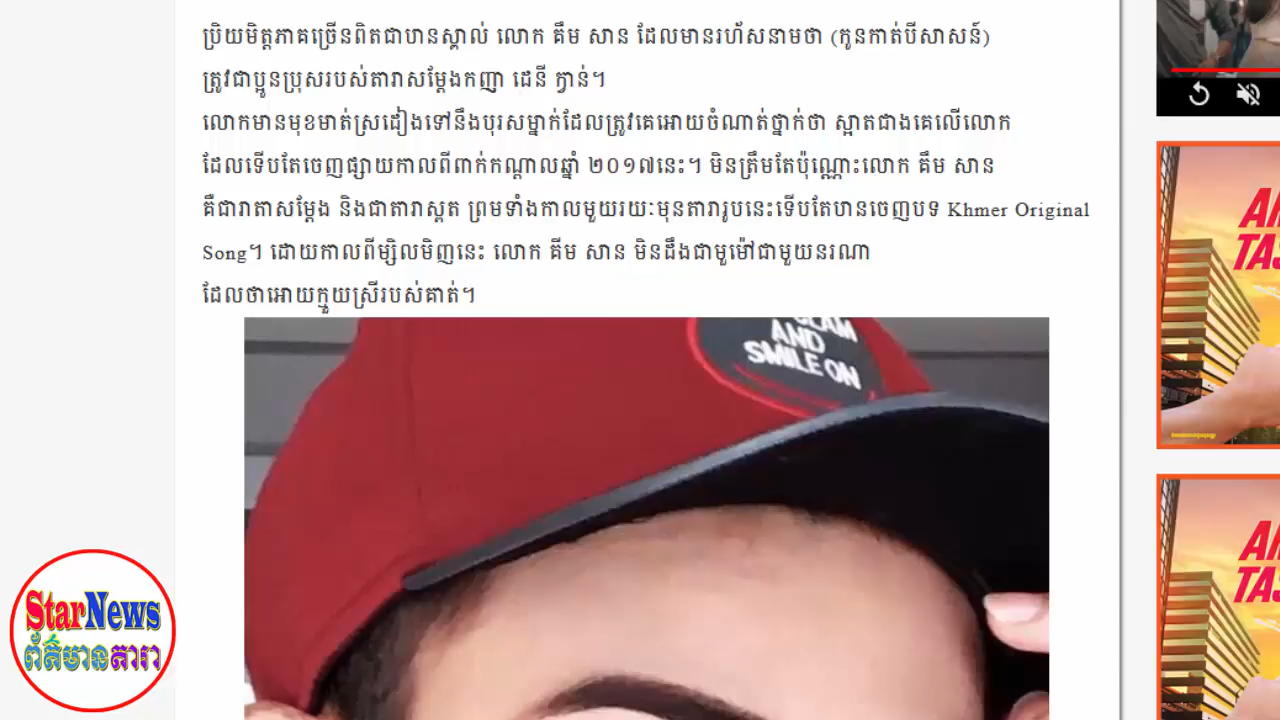 ប្រិយមិត្តភាគច្រើនពិតជាបានស្គាល់ លោក គឹម សាន ដែលមានរហ័សនាមថា (កូនកាត់បីសាសន៍)
ត្រូវជាប្អូនប្រុសរបស់តារាសម្ដែងកញ្ញា ដេនី ក្វាន់។
លោកមានមុខមាត់ស្រដៀងទៅនឹងបុរសម្នាក់ដែលត្រូវគេអោយចំណាត់ថ្នាក់ថា ស្អាតជាងគេលើលោក
ដែលទើបតែចេញផ្សាយកាលពីពាក់កណ្ដាលឆ្នាំ ២០១៧នេះ។ មិនត្រឹមតែប៉ុណ្ណោះលោក គឹម សាន
គឺជារាតាសម្ដែង និងជាតារាស្ពត ព្រមទាំងកាលមួយរយៈមុនតារារូបនេះទើបតែបានចេញបទ Khmer Original
Song។ ដោយកាលពីម្សិលមិញនេះ លោក គីម សាន មិនដឹងជាមួម៉ៅជាមួយនរណា
ដែលថាអោយក្មួយស្រីរបស់គាត់។
AND
SMILE ON
StarNews
ព័ត៌មានតារា